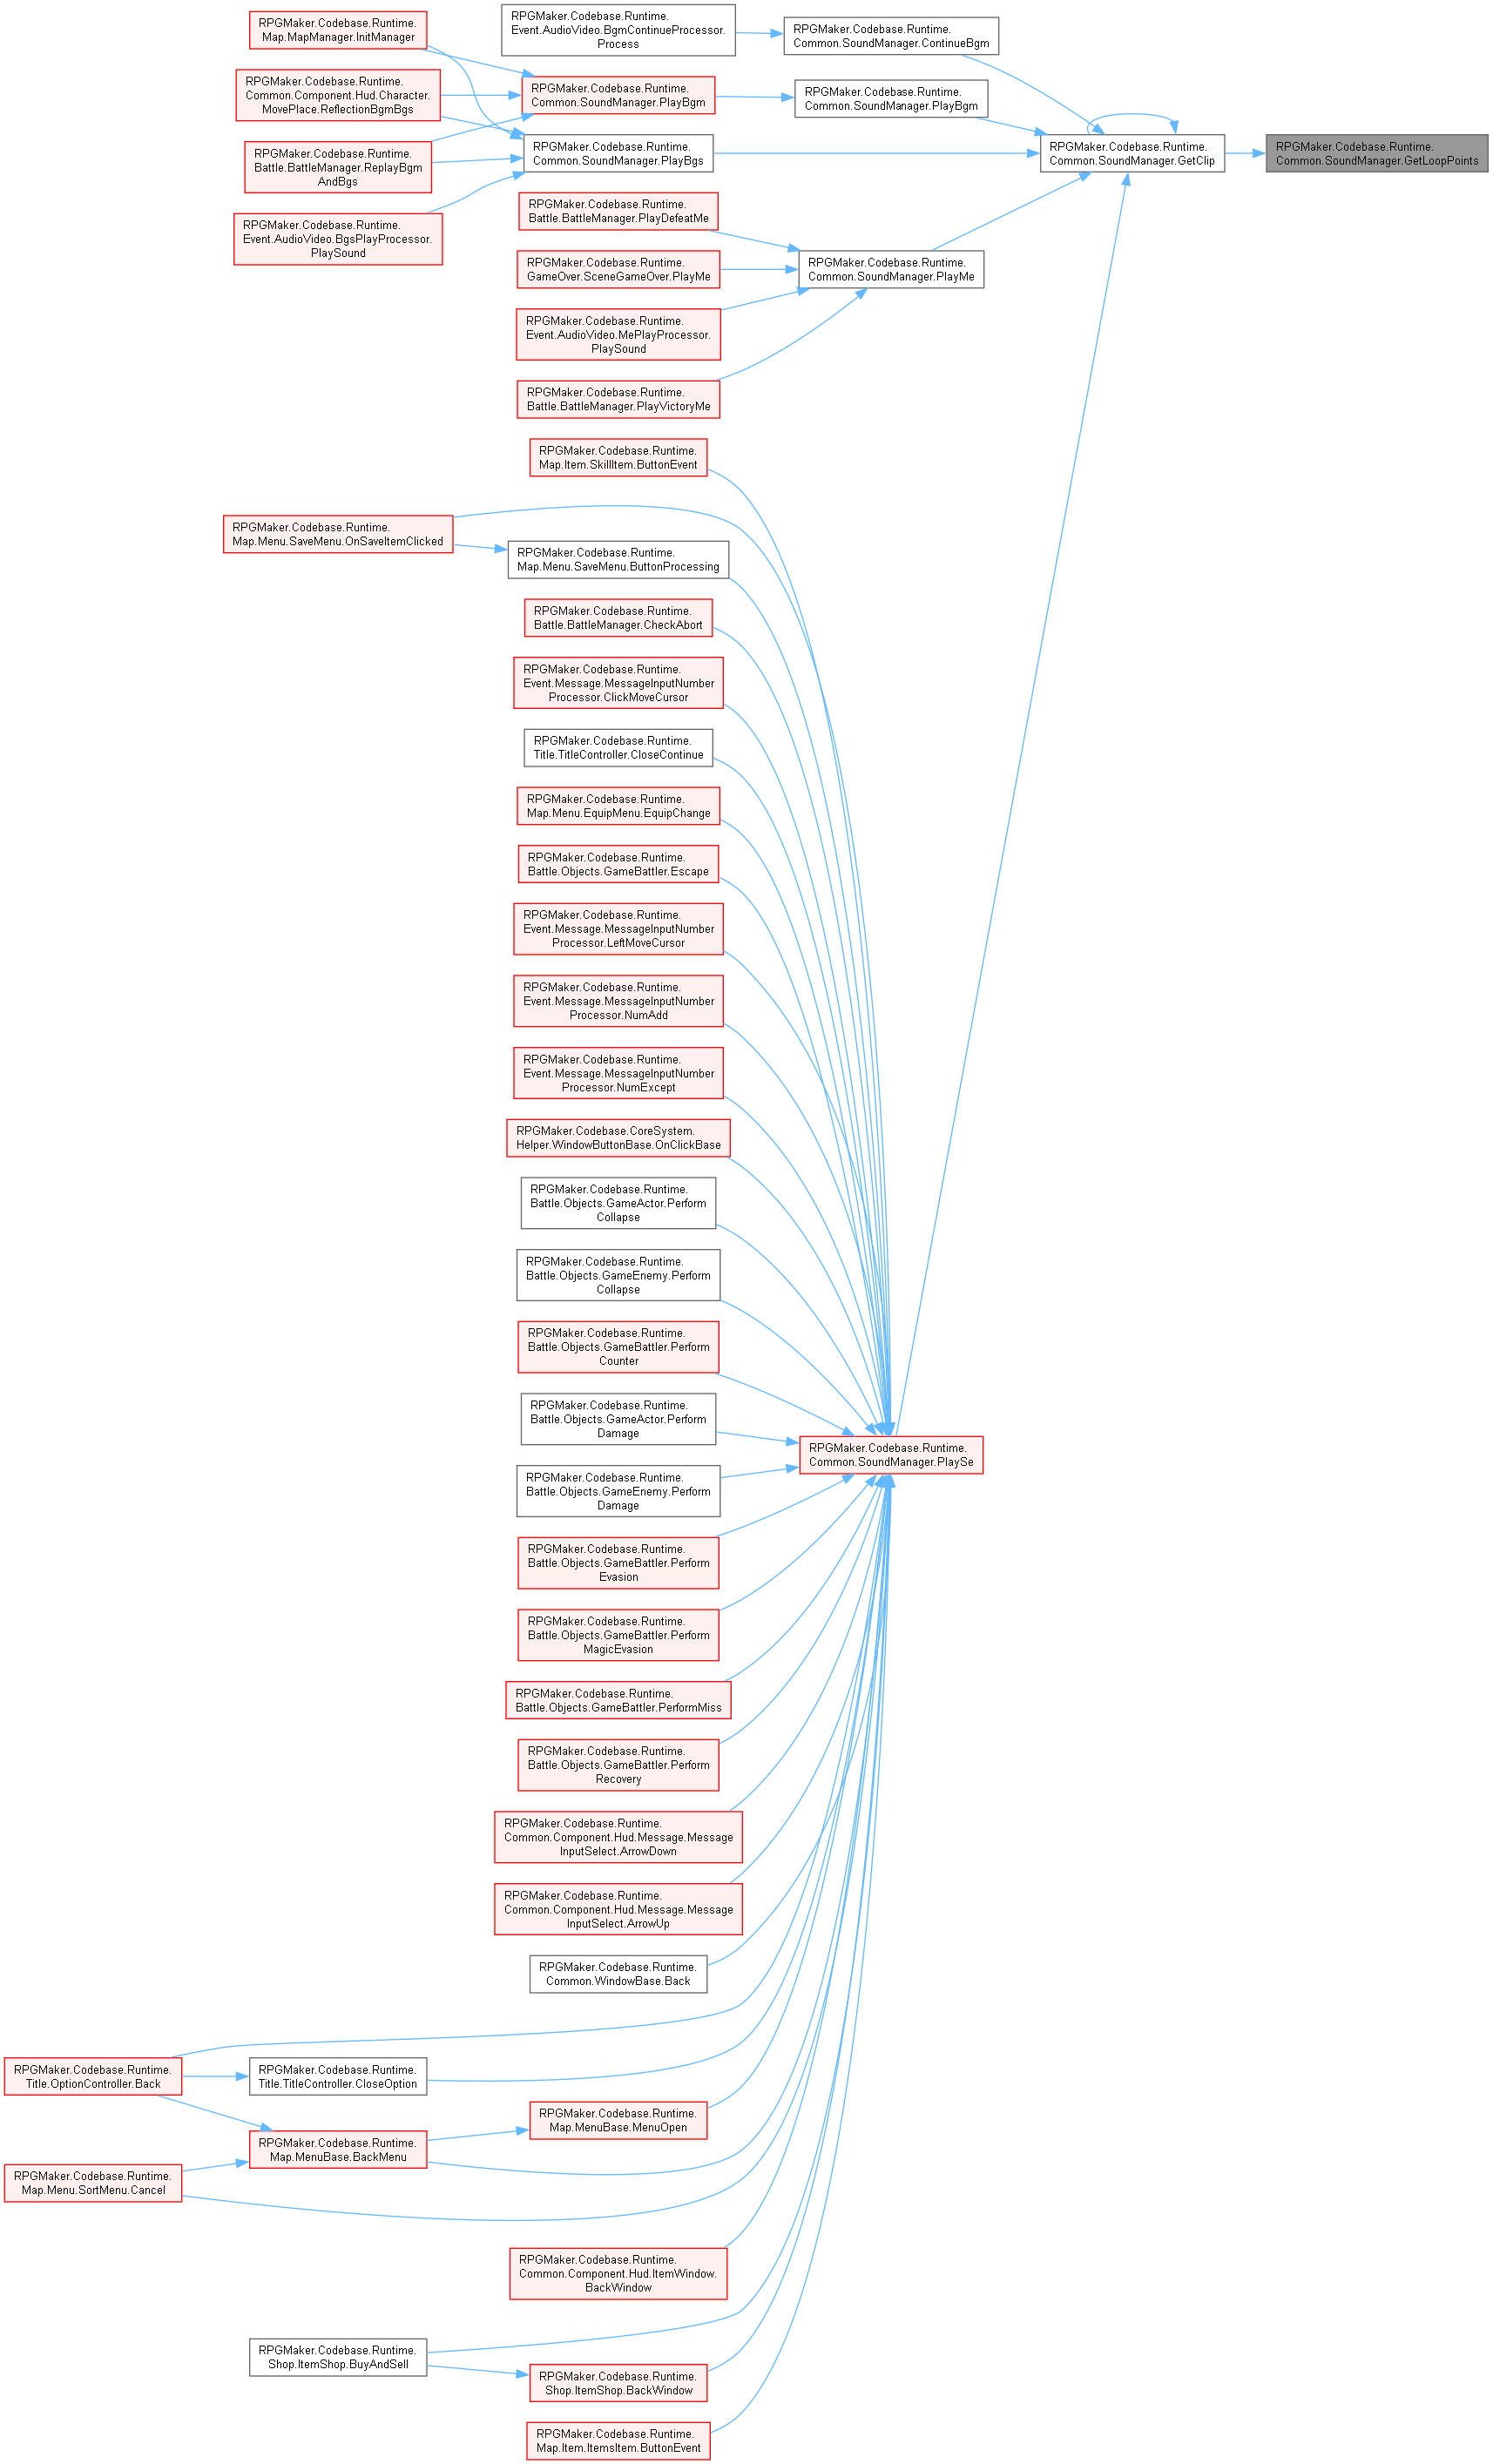 RPGMaker.Codebase.Runtime.
Map.MapManager.InitManager
RPGMaker.Codebase.Runtime.
Event.AudioVideo.BgmContinueProcessor.
Process
RPGMaker.Codebase.Runtime.
Common.SoundManager.ContinueBgm
RPGMaker.Codebase.Runtime.
Common.Component.Hud.Character.
MovePlace.ReflectionBgmBgs
RPGMaker.Codebase.Runtime.
Common.SoundManager.PlayBgm
RPGMaker.Codebase.Runtime.
Common.SoundManager.PlayBgm
RPGMaker.Codebase.Runtime.
Battle.BattleManager.ReplayBgm
AndBgs
RPGMaker.Codebase.Runtime.
Common.SoundManager.PlayBgs
RPGMaker.Codebase.Runtime.
Common.SoundManager.GetClip
RPGMaker.Codebase.Runtime.
Common.SoundManager.GetLoopPoints
RPGMaker.Codebase.Runtime.
Event.AudioVideo.BgsPlayProcessor.
PlaySound
RPGMaker.Codebase.Runtime.
Battle.BattleManager.PlayDefeatMe
RPGMaker.Codebase.Runtime.
GameOver.SceneGameOver.PlayMe
RPGMaker.Codebase.Runtime.
Common.SoundManager.PlayMe
RPGMaker.Codebase.Runtime.
Event.AudioVideo.MePlayProcessor.
PlaySound
RPGMaker.Codebase.Runtime.
Battle.BattleManager.PlayVictoryMe
RPGMaker.Codebase.Runtime.
Map.Item.SkillItem.ButtonEvent
RPGMaker.Codebase.Runtime.
Map.Menu.SaveMenu.OnSaveItemClicked
RPGMaker.Codebase.Runtime.
Map.Menu.SaveMenu.ButtonProcessing
RPGMaker.Codebase.Runtime.
Battle.BattleManager.CheckAbort
RPGMaker.Codebase.Runtime.
Event.Message.MessageInputNumber
Processor.ClickMoveCursor
RPGMaker.Codebase.Runtime.
Title.TitleController.CloseContinue
RPGMaker.Codebase.Runtime.
Map.Menu.EquipMenu.EquipChange
RPGMaker.Codebase.Runtime.
Battle.Objects.GameBattler.Escape
RPGMaker.Codebase.Runtime.
Event.Message.MessageInputNumber
Processor.LeftMoveCursor
RPGMaker.Codebase.Runtime.
Event.Message.MessageInputNumber
Processor.NumAdd
RPGMaker.Codebase.Runtime.
Event.Message.MessageInputNumber
Processor.NumExcept
RPGMaker.Codebase.CoreSystem.
Helper.WindowButtonBase.OnClickBase
RPGMaker.Codebase.Runtime.
Battle.Objects.GameActor.Perform
Collapse
RPGMaker.Codebase.Runtime.
Battle.Objects.GameEnemy.Perform
Collapse
RPGMaker.Codebase.Runtime.
Battle.Objects.GameBattler.Perform
Counter
RPGMaker.Codebase.Runtime.
Battle.Objects.GameActor.Perform
Damage
RPGMaker.Codebase.Runtime.
Common.SoundManager.PlaySe
RPGMaker.Codebase.Runtime.
Battle.Objects.GameEnemy.Perform
Damage
RPGMaker.Codebase.Runtime.
Battle.Objects.GameBattler.Perform
Evasion
RPGMaker.Codebase.Runtime.
Battle.Objects.GameBattler.Perform
MagicEvasion
RPGMaker.Codebase.Runtime.
Battle.Objects.GameBattler.PerformMiss
RPGMaker.Codebase.Runtime.
Battle.Objects.GameBattler.Perform
Recovery
RPGMaker.Codebase.Runtime.
Common.Component.Hud.Message.Message
InputSelect.ArrowDown
RPGMaker.Codebase.Runtime.
Common.Component.Hud.Message.Message
InputSelect.ArrowUp
RPGMaker.Codebase.Runtime.
Common.WindowBase.Back
RPGMaker.Codebase.Runtime.
Title.OptionController.Back
RPGMaker.Codebase.Runtime.
Title.TitleController.CloseOption
RPGMaker.Codebase.Runtime.
Map.MenuBase.MenuOpen
RPGMaker.Codebase.Runtime.
Map.MenuBase.BackMenu
RPGMaker.Codebase.Runtime.
Map.Menu.SortMenu.Cancel
RPGMaker.Codebase.Runtime.
Common.Component.Hud.ItemWindow.
BackWindow
RPGMaker.Codebase.Runtime.
Shop.ItemShop.BuyAndSell
RPGMaker.Codebase.Runtime.
Shop.ItemShop.BackWindow
RPGMaker.Codebase.Runtime.
Map.Item.ItemsItem.ButtonEvent